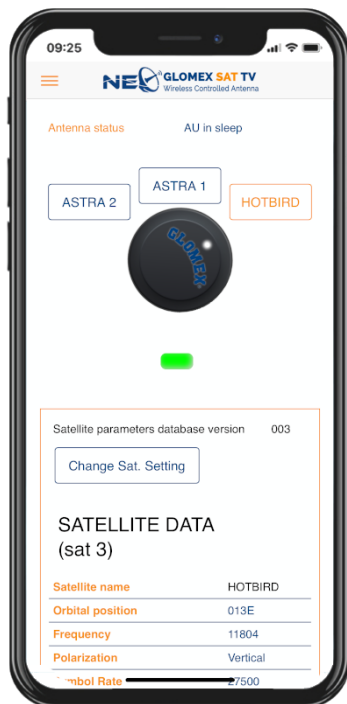 09:25
NEO GLOMEX SAT TV
Wireless Controlled Antenna
Antenna status AU in sleep
ASTRA 2 ASTRA 1 HOTBIRD
GLOMEX
Satellite parameters database version 003
Change Sat. Setting
SATELLITE DATA
(sat 3)
Satellite name HOTBIRD
Orbital position 013E
Frequency 11804
Polarization Vertical
Symbol Rate 27500